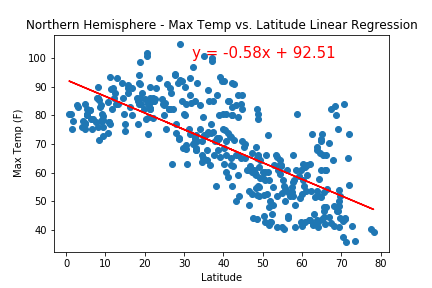 Northern Hemisphere - Max Temp vs. Latitude Linear Regression
y = -0.58x + 92.51
100
90
80
70
60
50
40
Max Temp (F)
0 10 20 30 40 50 60 70 80
Latitude